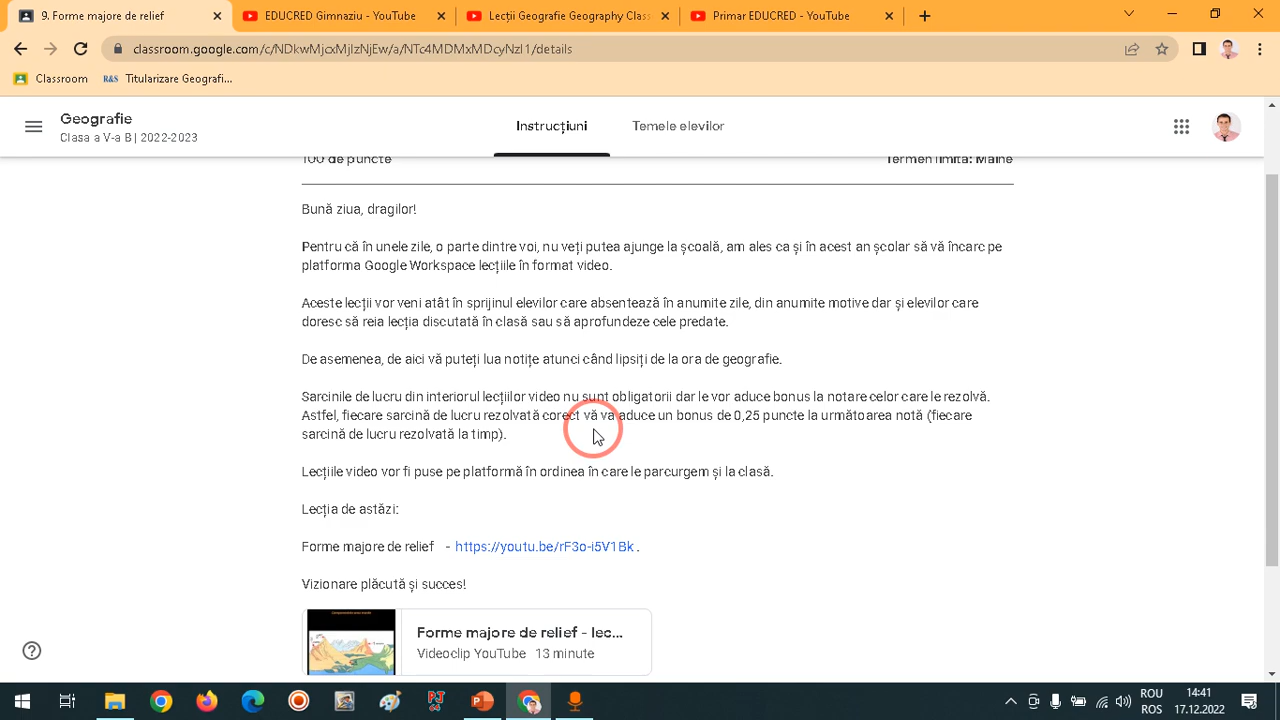 9. Forme majore de relief
EDUCRED Gimnaziu - YouTube
Lecții Geografie Geography Clas
Primar EDUCRED - YouTube
classroom.google.com/c/NDkwMjcxMjIzNjEw/a/NTc4MDMxMDcyNzI1/details
Classroom
R&S Titularizare Geografi...
Geografie
Clasa a V-a B | 2022-2023
Instrucțiuni
Temele elevilor
100 de puncte
Termen limită: Mâine
Bună ziua, dragilor!
Pentru că în unele zile, o parte dintre voi, nu veți putea ajunge la școală, am ales ca și în acest an școlar să vă încarc pe
platforma Google Workspace lecțiile în format video.
Aceste lecții vor veni atât în sprijinul elevilor care absentează în anumite zile, din anumite motive dar și elevilor care
doresc să reia lecția discutată în clasă sau să aprofundeze cele predate.
De asemenea, de aici vă puteți lua notițe atunci când lipsiți de la ora de geografie.
Sarcinile de lucru din interiorul lecțiilor video nu sunt obligatorii dar le vor aduce bonus la notare celor care le rezolvă.
Astfel, fiecare sarcină de lucru rezolvată corect vă va aduce un bonus de 0,25 puncte la următoarea notă (fiecare
sarcină de lucru rezolvată la timp).
Lecțiile video vor fi puse pe platformă în ordinea în care le parcurgem și la clasă.
Lecția de astăzi:
Forme majore de relief - https://youtu.be/rF3o-i5V1Bk .
Vizionare plăcută și succes!
Forme majore de relief - lec...
Videoclip YouTube 13 minute
ROU
ROS
14:41
17.12.2022